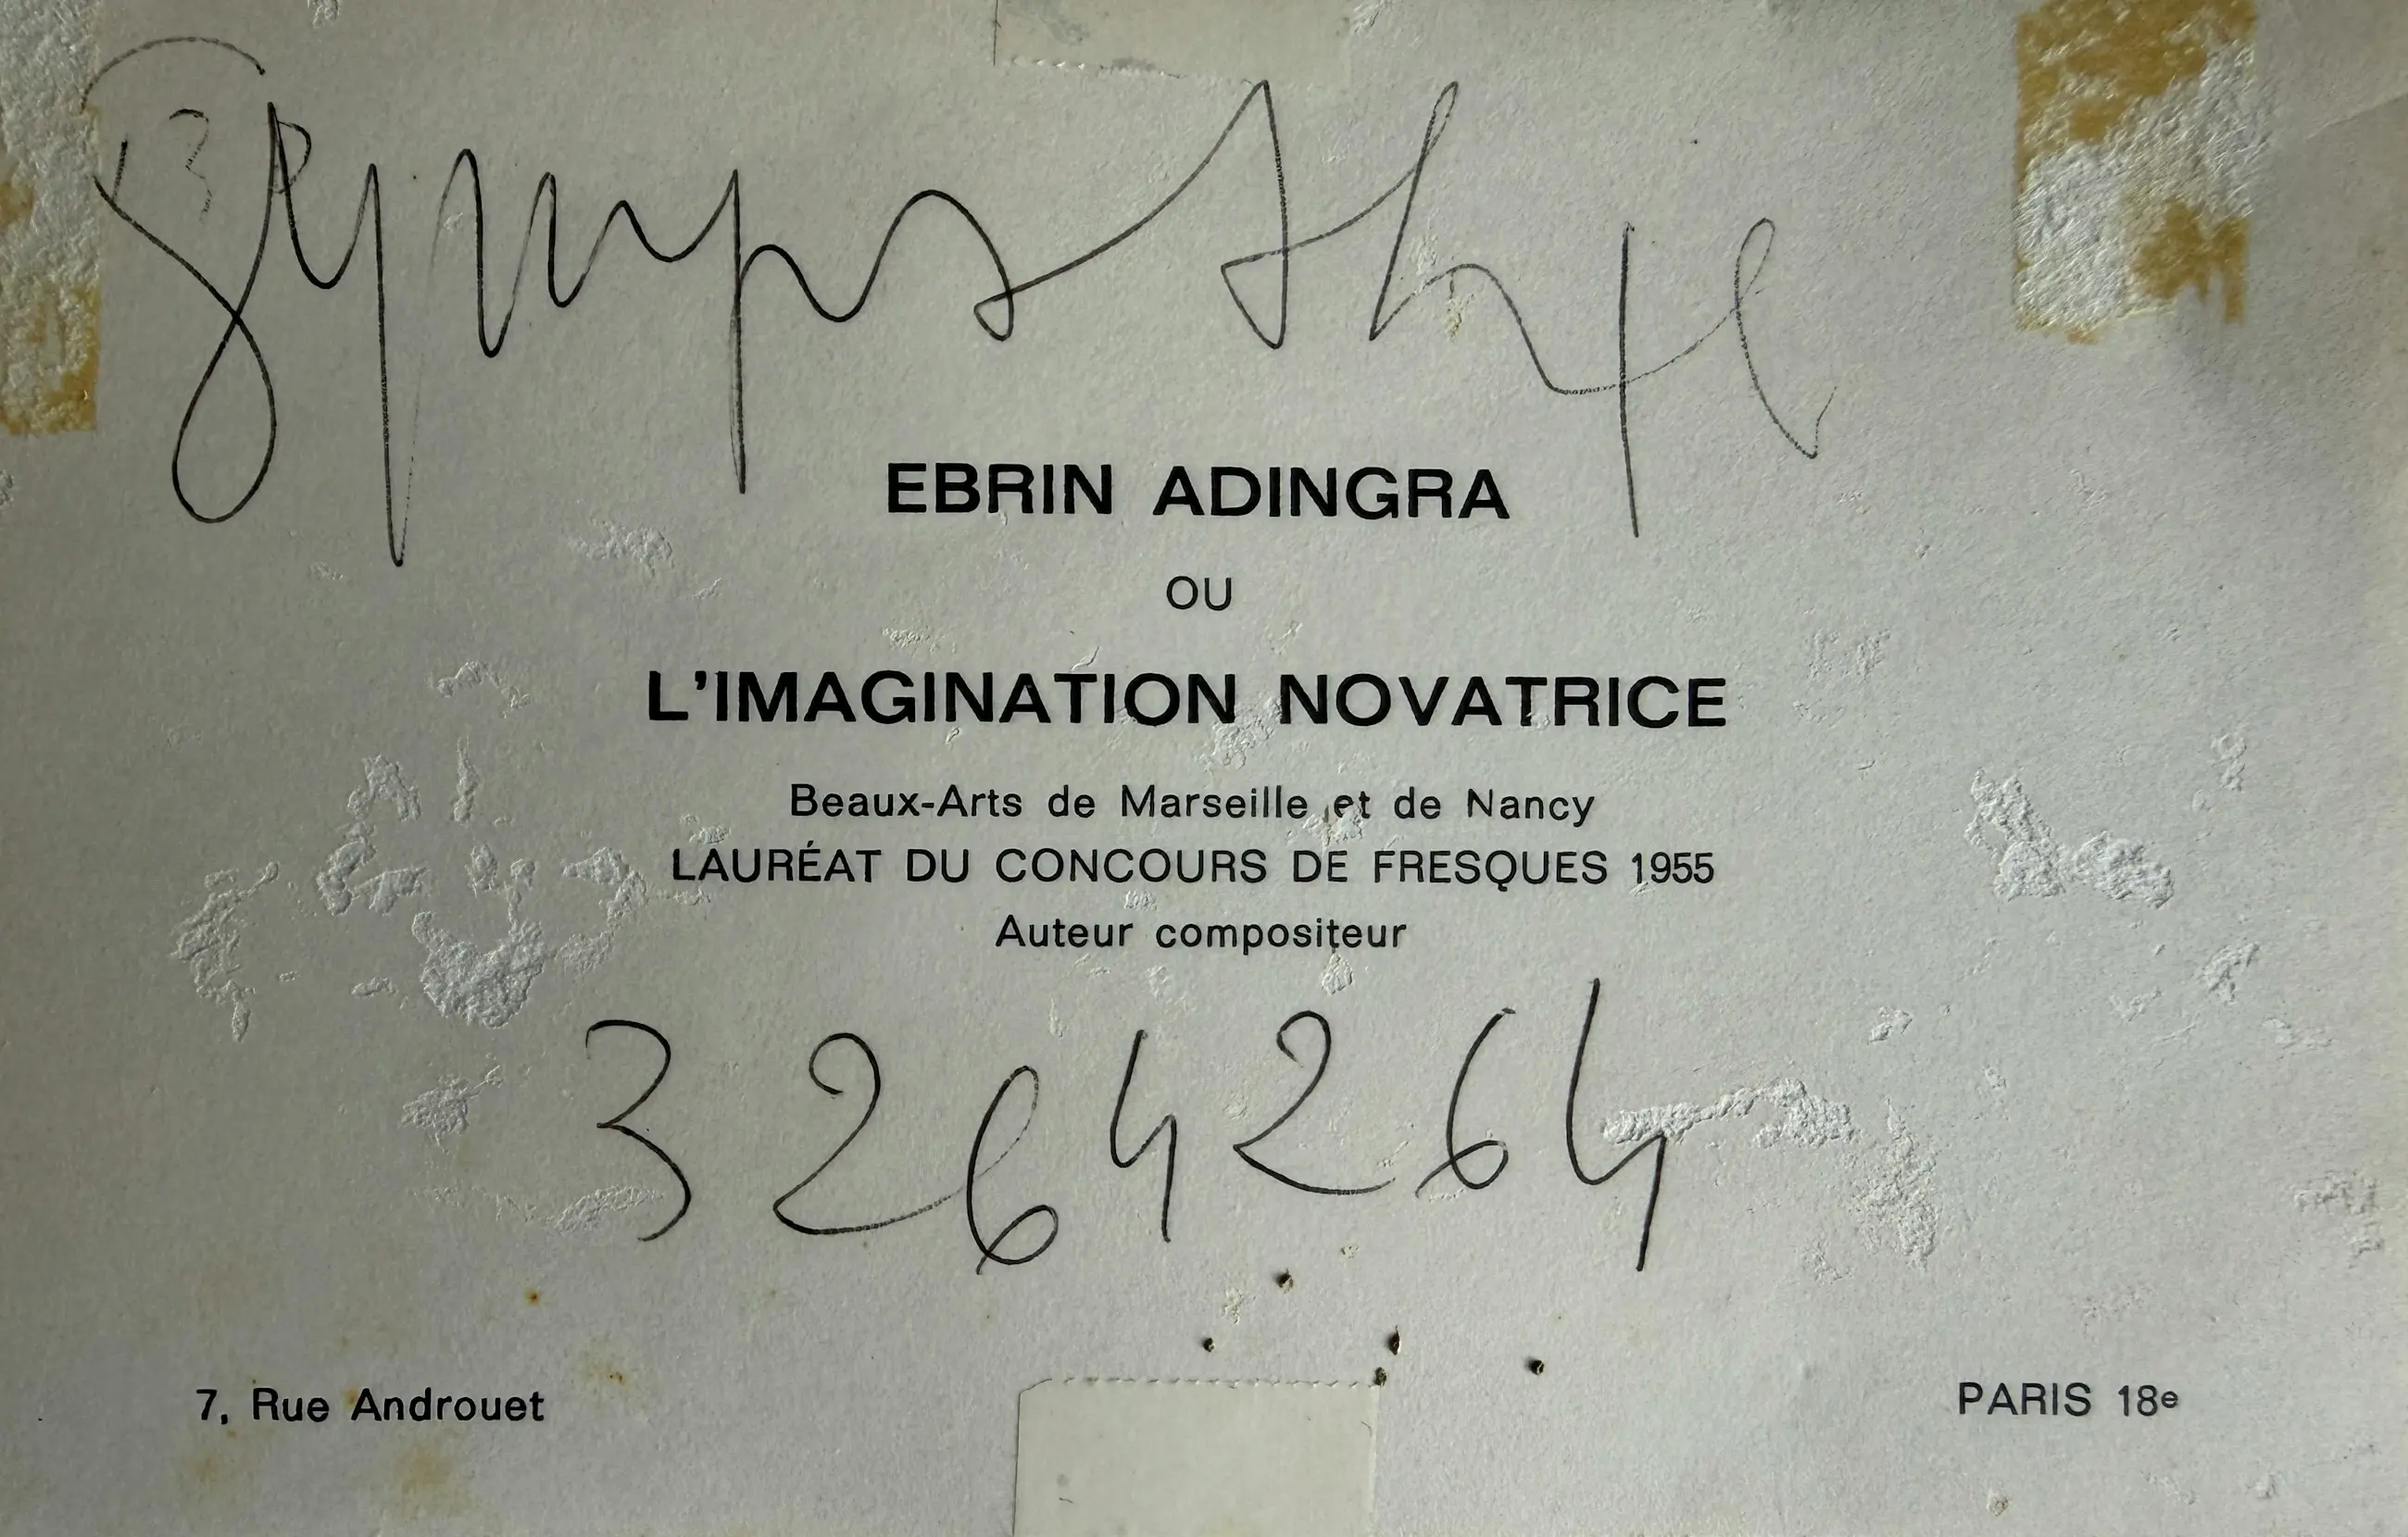 Sympathie
EBRIN ADINGRA
OU
L'IMAGINATION NOVATRICE
Beaux-Arts de Marseille et de Nancy
LAURÉAT DU CONCOURS DE FRESQUES 1955
Auteur compositeur
3264264
7, Rue Androuet
PARIS 18e